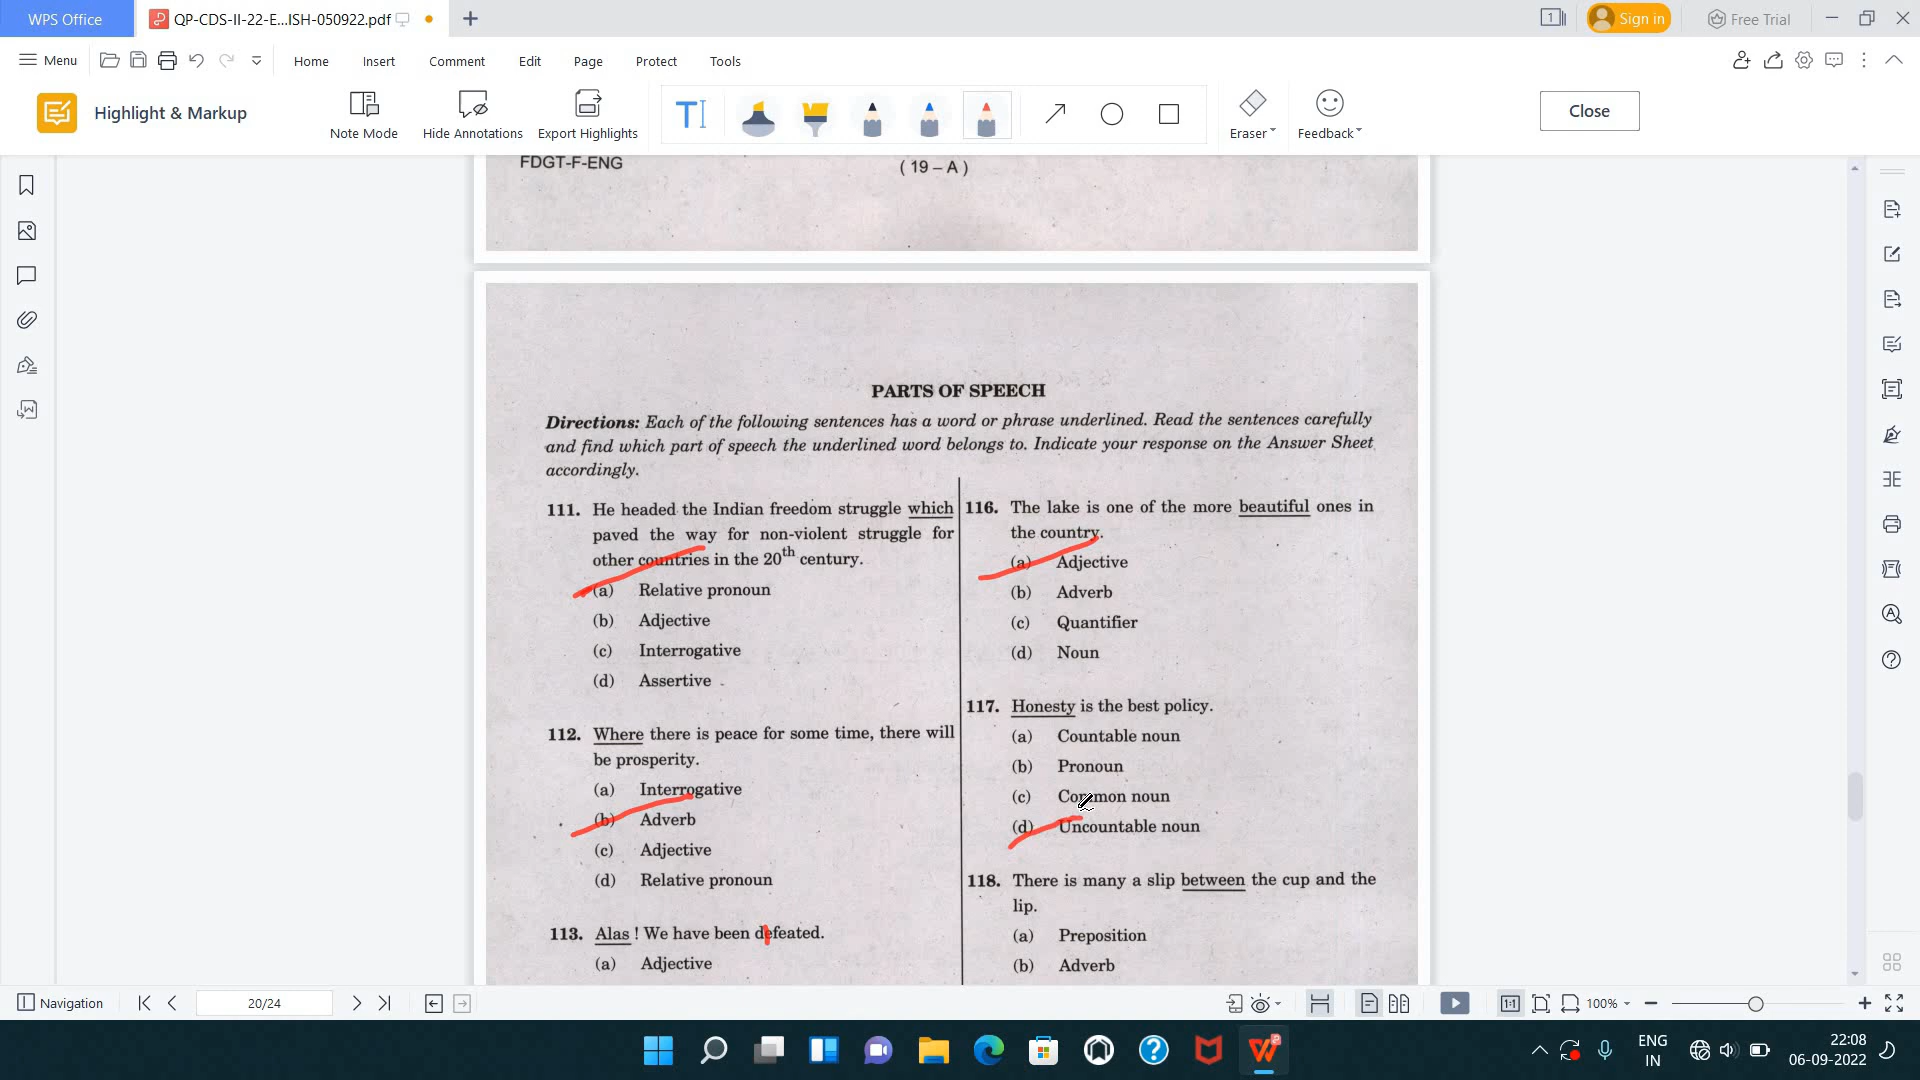 WPS Office
QP-CDS-II-22-E...ISH-050922.pdf
1
Sign in
Free Trial
Menu
Home
Insert
Comment
Edit
Page
Protect
Tools
Highlight & Markup
Note Mode
Hide Annotations
Export Highlights
Eraser
Feedback
Close
FDGT-F-ENG
( 19 – A )
PARTS OF SPEECH
Directions: Each of the following sentences has a word or phrase underlined. Read the sentences carefully
and find which part of speech the underlined word belongs to. Indicate your response on the Answer Sheet
accordingly.
111. He headed the Indian freedom struggle which
paved the way for non-violent struggle for
other countries in the 20th century.
(a) Relative pronoun
(b) Adjective
(c) Interrogative
(d) Assertive
112. Where there is peace for some time, there will
be prosperity.
(a) Interrogative
(b) Adverb
(c) Adjective
(d) Relative pronoun
113. Alas ! We have been defeated.
(a) Adjective
116. The lake is one of the more beautiful ones in
the country.
(a) Adjective
(b) Adverb
(c) Quantifier
(d) Noun
117. Honesty is the best policy.
(a) Countable noun
(b) Pronoun
(c) Common noun
(d) Uncountable noun
118. There is many a slip between the cup and the
lip.
(a) Preposition
(b) Adverb
Navigation
20/24
1:1
100%
ENG
IN
22:08
06-09-2022